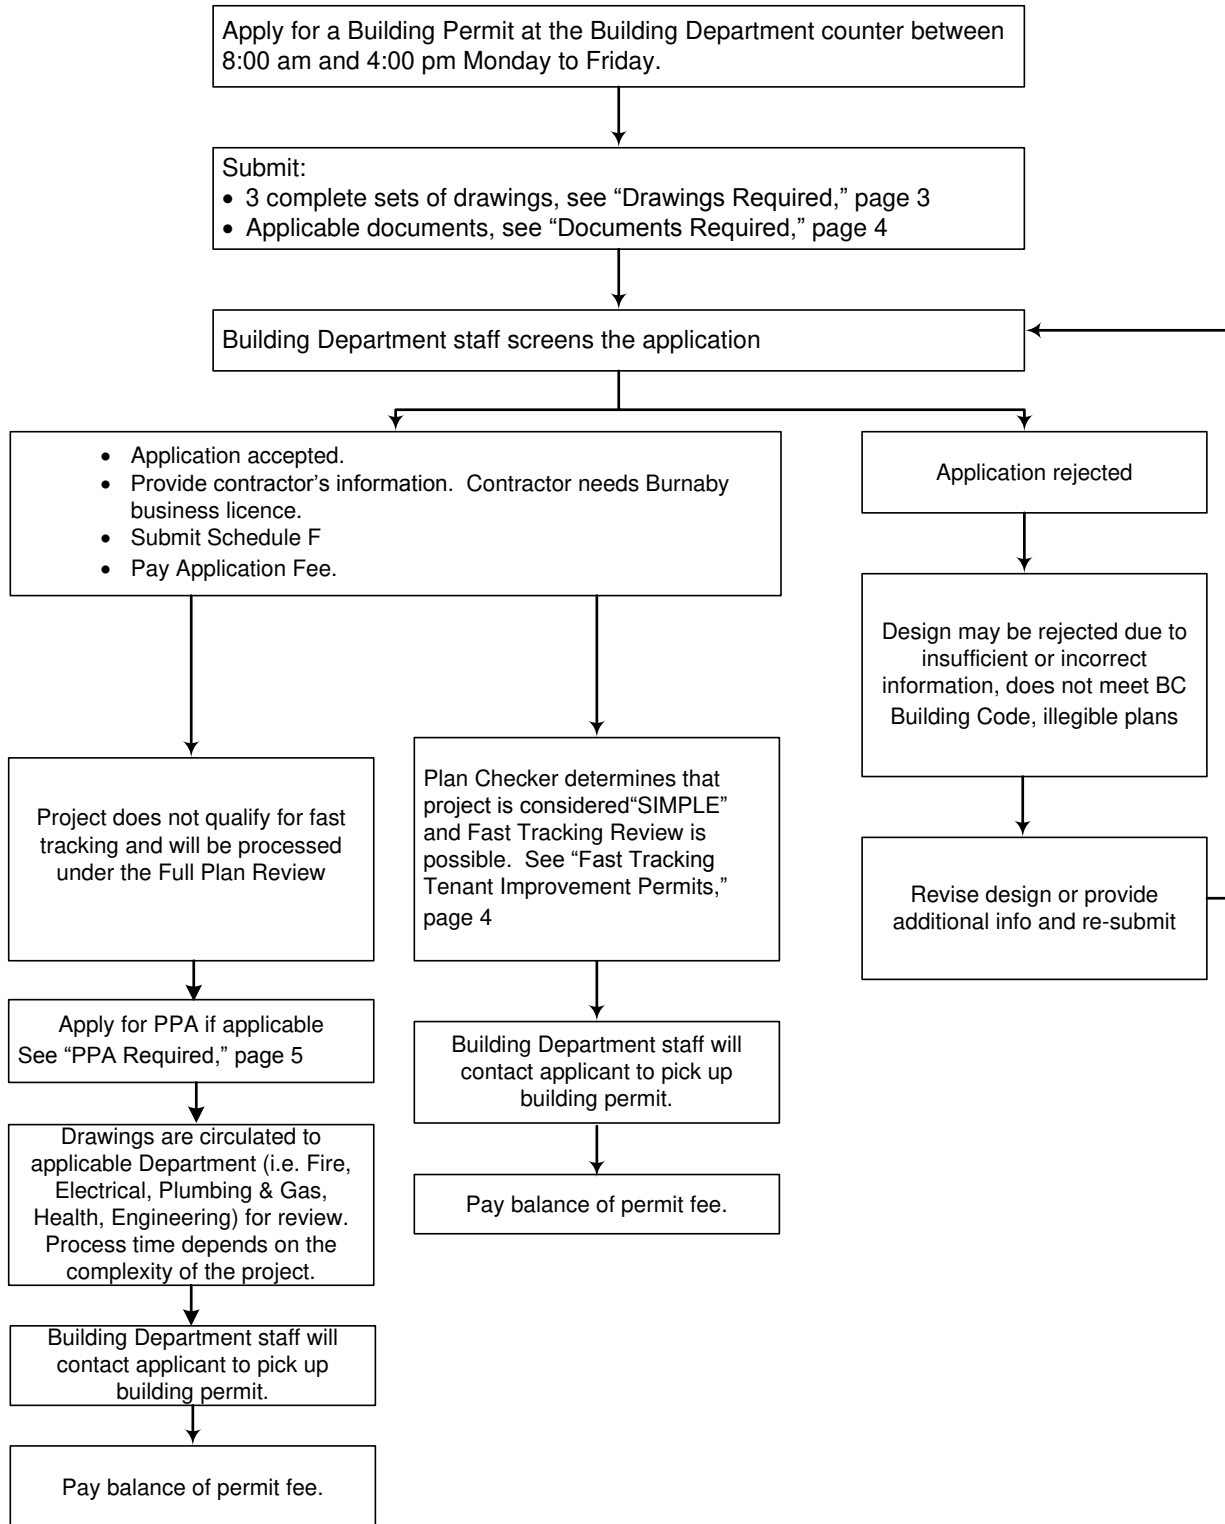 Apply for a Building Permit at the Building Department counter between
8:00 am and 4:00 pm Monday to Friday.
Submit:
• 3 complete sets of drawings, see “Drawings Required,” page 3
• Applicable documents, see “Documents Required,” page 4
Building Department staff screens the application
• Application accepted.
• Provide contractor’s information. Contractor needs Burnaby
business licence.
• Submit Schedule F
• Pay Application Fee.
Application rejected
Design may be rejected due to
insufficient or incorrect
information, does not meet BC
Building Code, illegible plans
Revise design or provide
additional info and re-submit
Project does not qualify for fast
tracking and will be processed
under the Full Plan Review
Apply for PPA if applicable
See “PPA Required,” page 5
Drawings are circulated to
applicable Department (i.e. Fire,
Electrical, Plumbing & Gas,
Health, Engineering) for review.
Process time depends on the
complexity of the project.
Building Department staff will
contact applicant to pick up
building permit.
Pay balance of permit fee.
Plan Checker determines that
project is considered“SIMPLE”
and Fast Tracking Review is
possible. See “Fast Tracking
Tenant Improvement Permits,”
page 4
Building Department staff will
contact applicant to pick up
building permit.
Pay balance of permit fee.